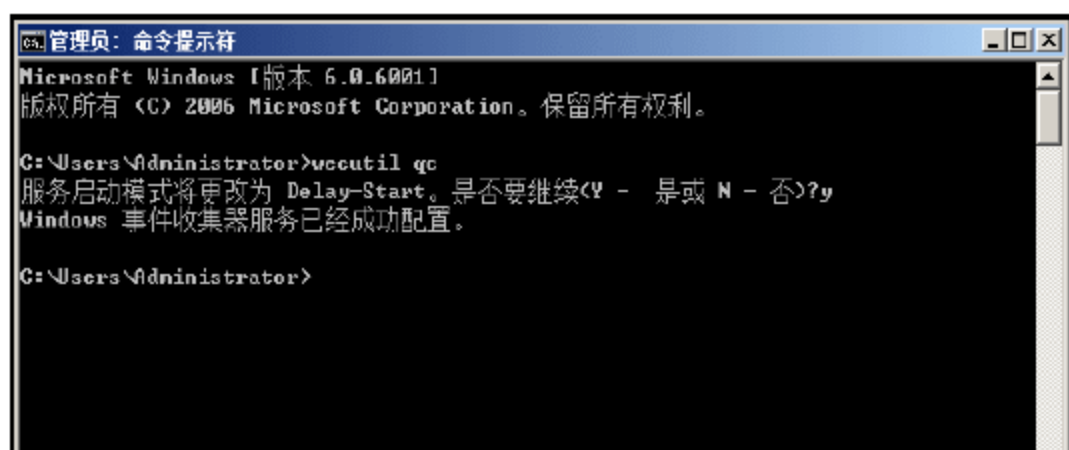 管理员：命令提示符
Microsoft Windows [版本 6.0.6001]
版权所有 (C) 2006 Microsoft Corporation。保留所有权利。
C:\Users\Administrator>wecutil qc
服务启动模式将更改为 Delay-Start。是否要继续(Y - 是或 N - 否)?y
Windows 事件收集器服务已经成功配置。
C:\Users\Administrator>